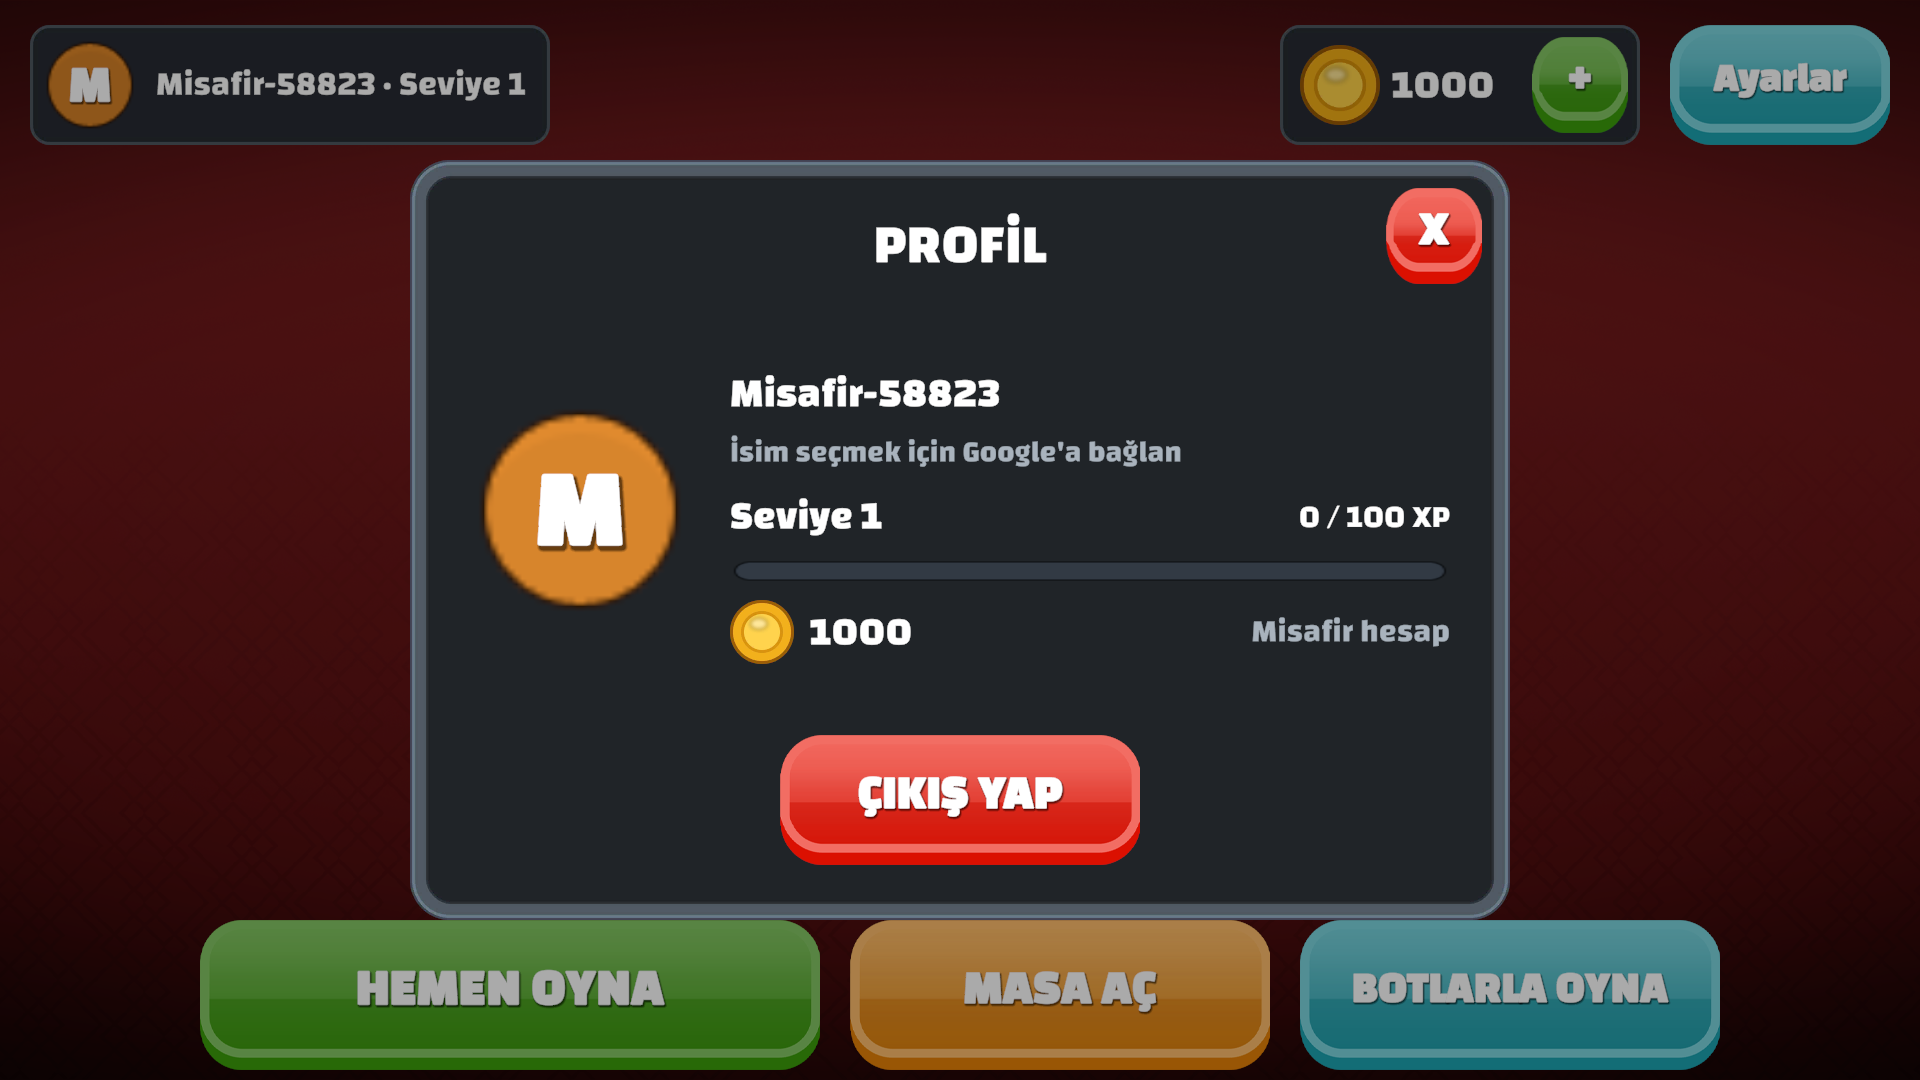 M
Misafir-58823 • Seviye 1
1000
+
Ayarlar
PROFİL
X
M
Misafir-58823
İsim seçmek için Google'a bağlan
Seviye 1
0 / 100 XP
1000
Misafir hesap
ÇIKIŞ YAP
HEMEN OYNA
MASA AÇ
BOTLARLA OYNA